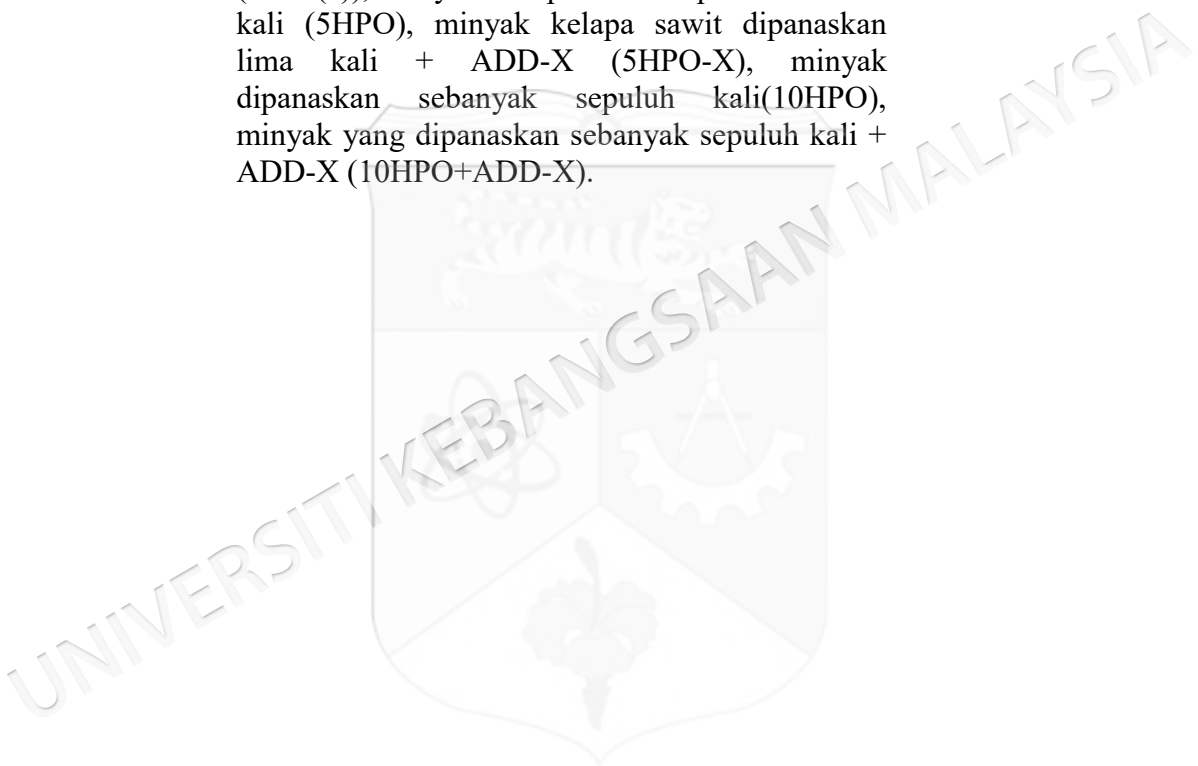 kali (5HPO), minyak kelapa sawit dipanaskan
lima kali + ADD-X (5HPO-X), minyak
dipanaskan sebanyak sepuluh kali(10HPO),
minyak yang dipanaskan sebanyak sepuluh kali +
ADD-X (10HPO+ADD-X).
UNIVERSITI KEBANGSAAN MALAYSIA